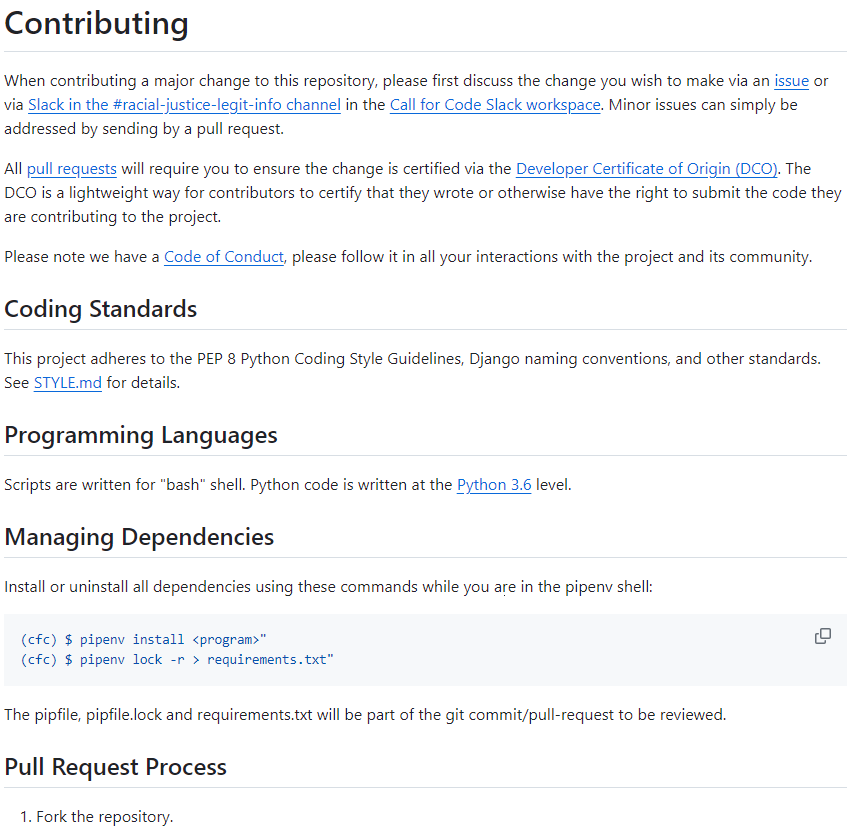 Contributing
When contributing a major change to this repository, please first discuss the change you wish to make via an issue or
via Slack in the #racial-justice-legit-info channel in the Call for Code Slack workspace. Minor issues can simply be
addressed by sending by a pull request.
All pull requests will require you to ensure the change is certified via the Developer Certificate of Origin (DCO). The
DCO is a lightweight way for contributors to certify that they wrote or otherwise have the right to submit the code they
are contributing to the project.
Please note we have a Code of Conduct, please follow it in all your interactions with the project and its community.
Coding Standards
This project adheres to the PEP 8 Python Coding Style Guidelines, Django naming conventions, and other standards.
See STYLE.md for details.
Programming Languages
Scripts are written for "bash" shell. Python code is written at the Python 3.6 level.
Managing Dependencies
Install or uninstall all dependencies using these commands while you are in the pipenv shell:
(cfc) $ pipenv install <program>"
(cfc) $ pipenv lock -r > requirements.txt"
The pipfile, pipfile.lock and requirements.txt will be part of the git commit/pull-request to be reviewed.
Pull Request Process
1. Fork the repository.